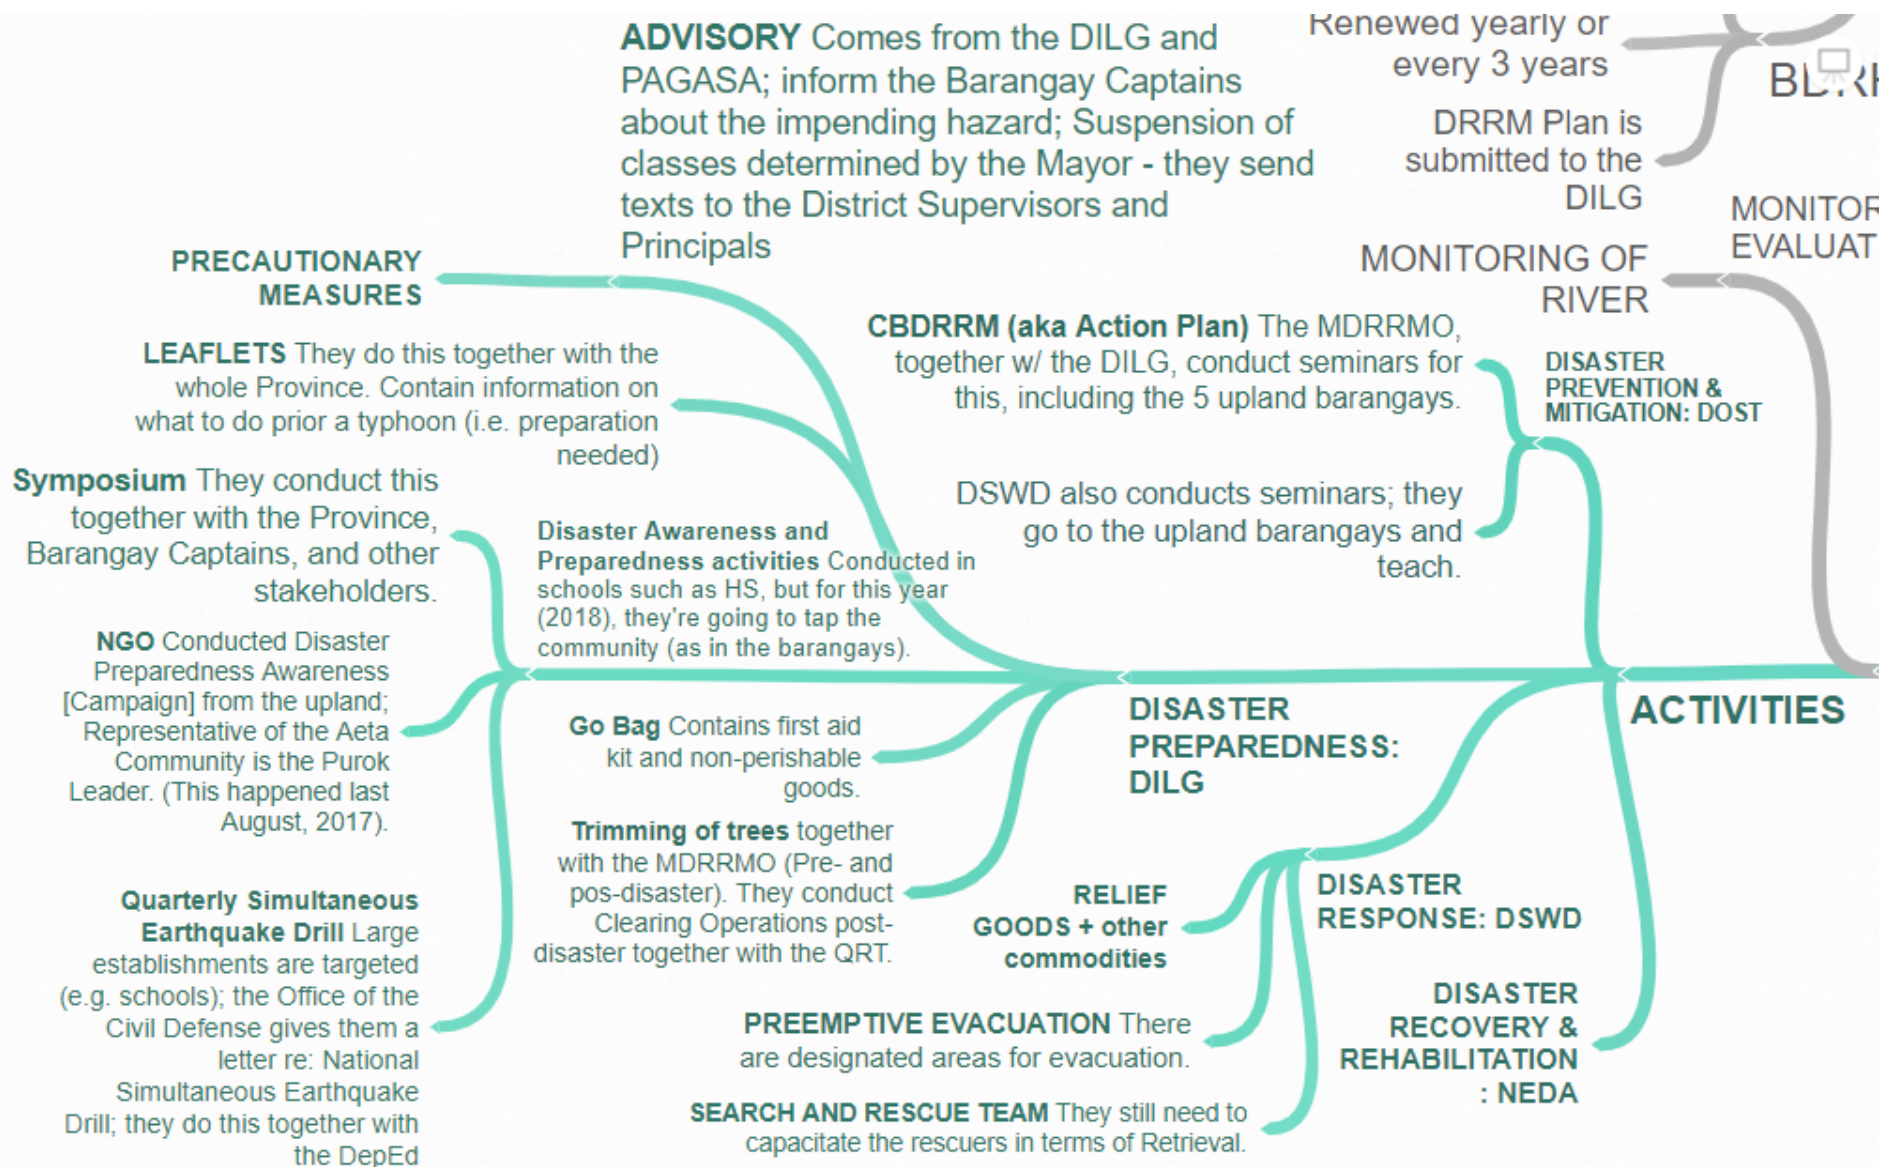 ADVISORY Comes from the DILG and
PAGASA; inform the Barangay Captains
about the impending hazard; Suspension of
classes determined by the Mayor - they send
texts to the District Supervisors and
Principals
Renewed yearly or
every 3 years
DRRM Plan is
submitted to the
DILG
MONITOR
EVALUAT
MONITORING OF
RIVER
PRECAUTIONARY
MEASURES
LEAFLETS They do this together with the
whole Province. Contain information on
what to do prior a typhoon (i.e. preparation
needed)
CBDRRM (aka Action Plan) The MDRRMO,
together w/ the DILG, conduct seminars for
this, including the 5 upland barangays.
DISASTER
PREVENTION &
MITIGATION: DOST
DSWD also conducts seminars; they
go to the upland barangays and
teach.
Symposium They conduct this
together with the Province,
Barangay Captains, and other
stakeholders.
Disaster Awareness and
Preparedness activities Conducted in
schools such as HS, but for this year
(2018), they're going to tap the
community (as in the barangays).
NGO Conducted Disaster
Preparedness Awareness
[Campaign] from the upland;
Representative of the Aeta
Community is the Purok
Leader. (This happened last
August, 2017).
Go Bag Contains first aid
kit and non-perishable
goods.
DISASTER
PREPAREDNESS:
DILG
ACTIVITIES
Trimming of trees together
with the MDRRMO (Pre- and
pos-disaster). They conduct
Clearing Operations post-
disaster together with the QRT.
Quarterly Simultaneous
Earthquake Drill Large
establishments are targeted
(e.g. schools); the Office of the
Civil Defense gives them a
letter re: National
Simultaneous Earthquake
Drill; they do this together with
the DepEd
RELIEF
GOODS + other
commodities
DISASTER
RESPONSE: DSWD
PREEMPTIVE EVACUATION There
are designated areas for evacuation.
SEARCH AND RESCUE TEAM They still need to
capacitate the rescuers in terms of Retrieval.
DISASTER
RECOVERY &
REHABILITATION
: NEDA